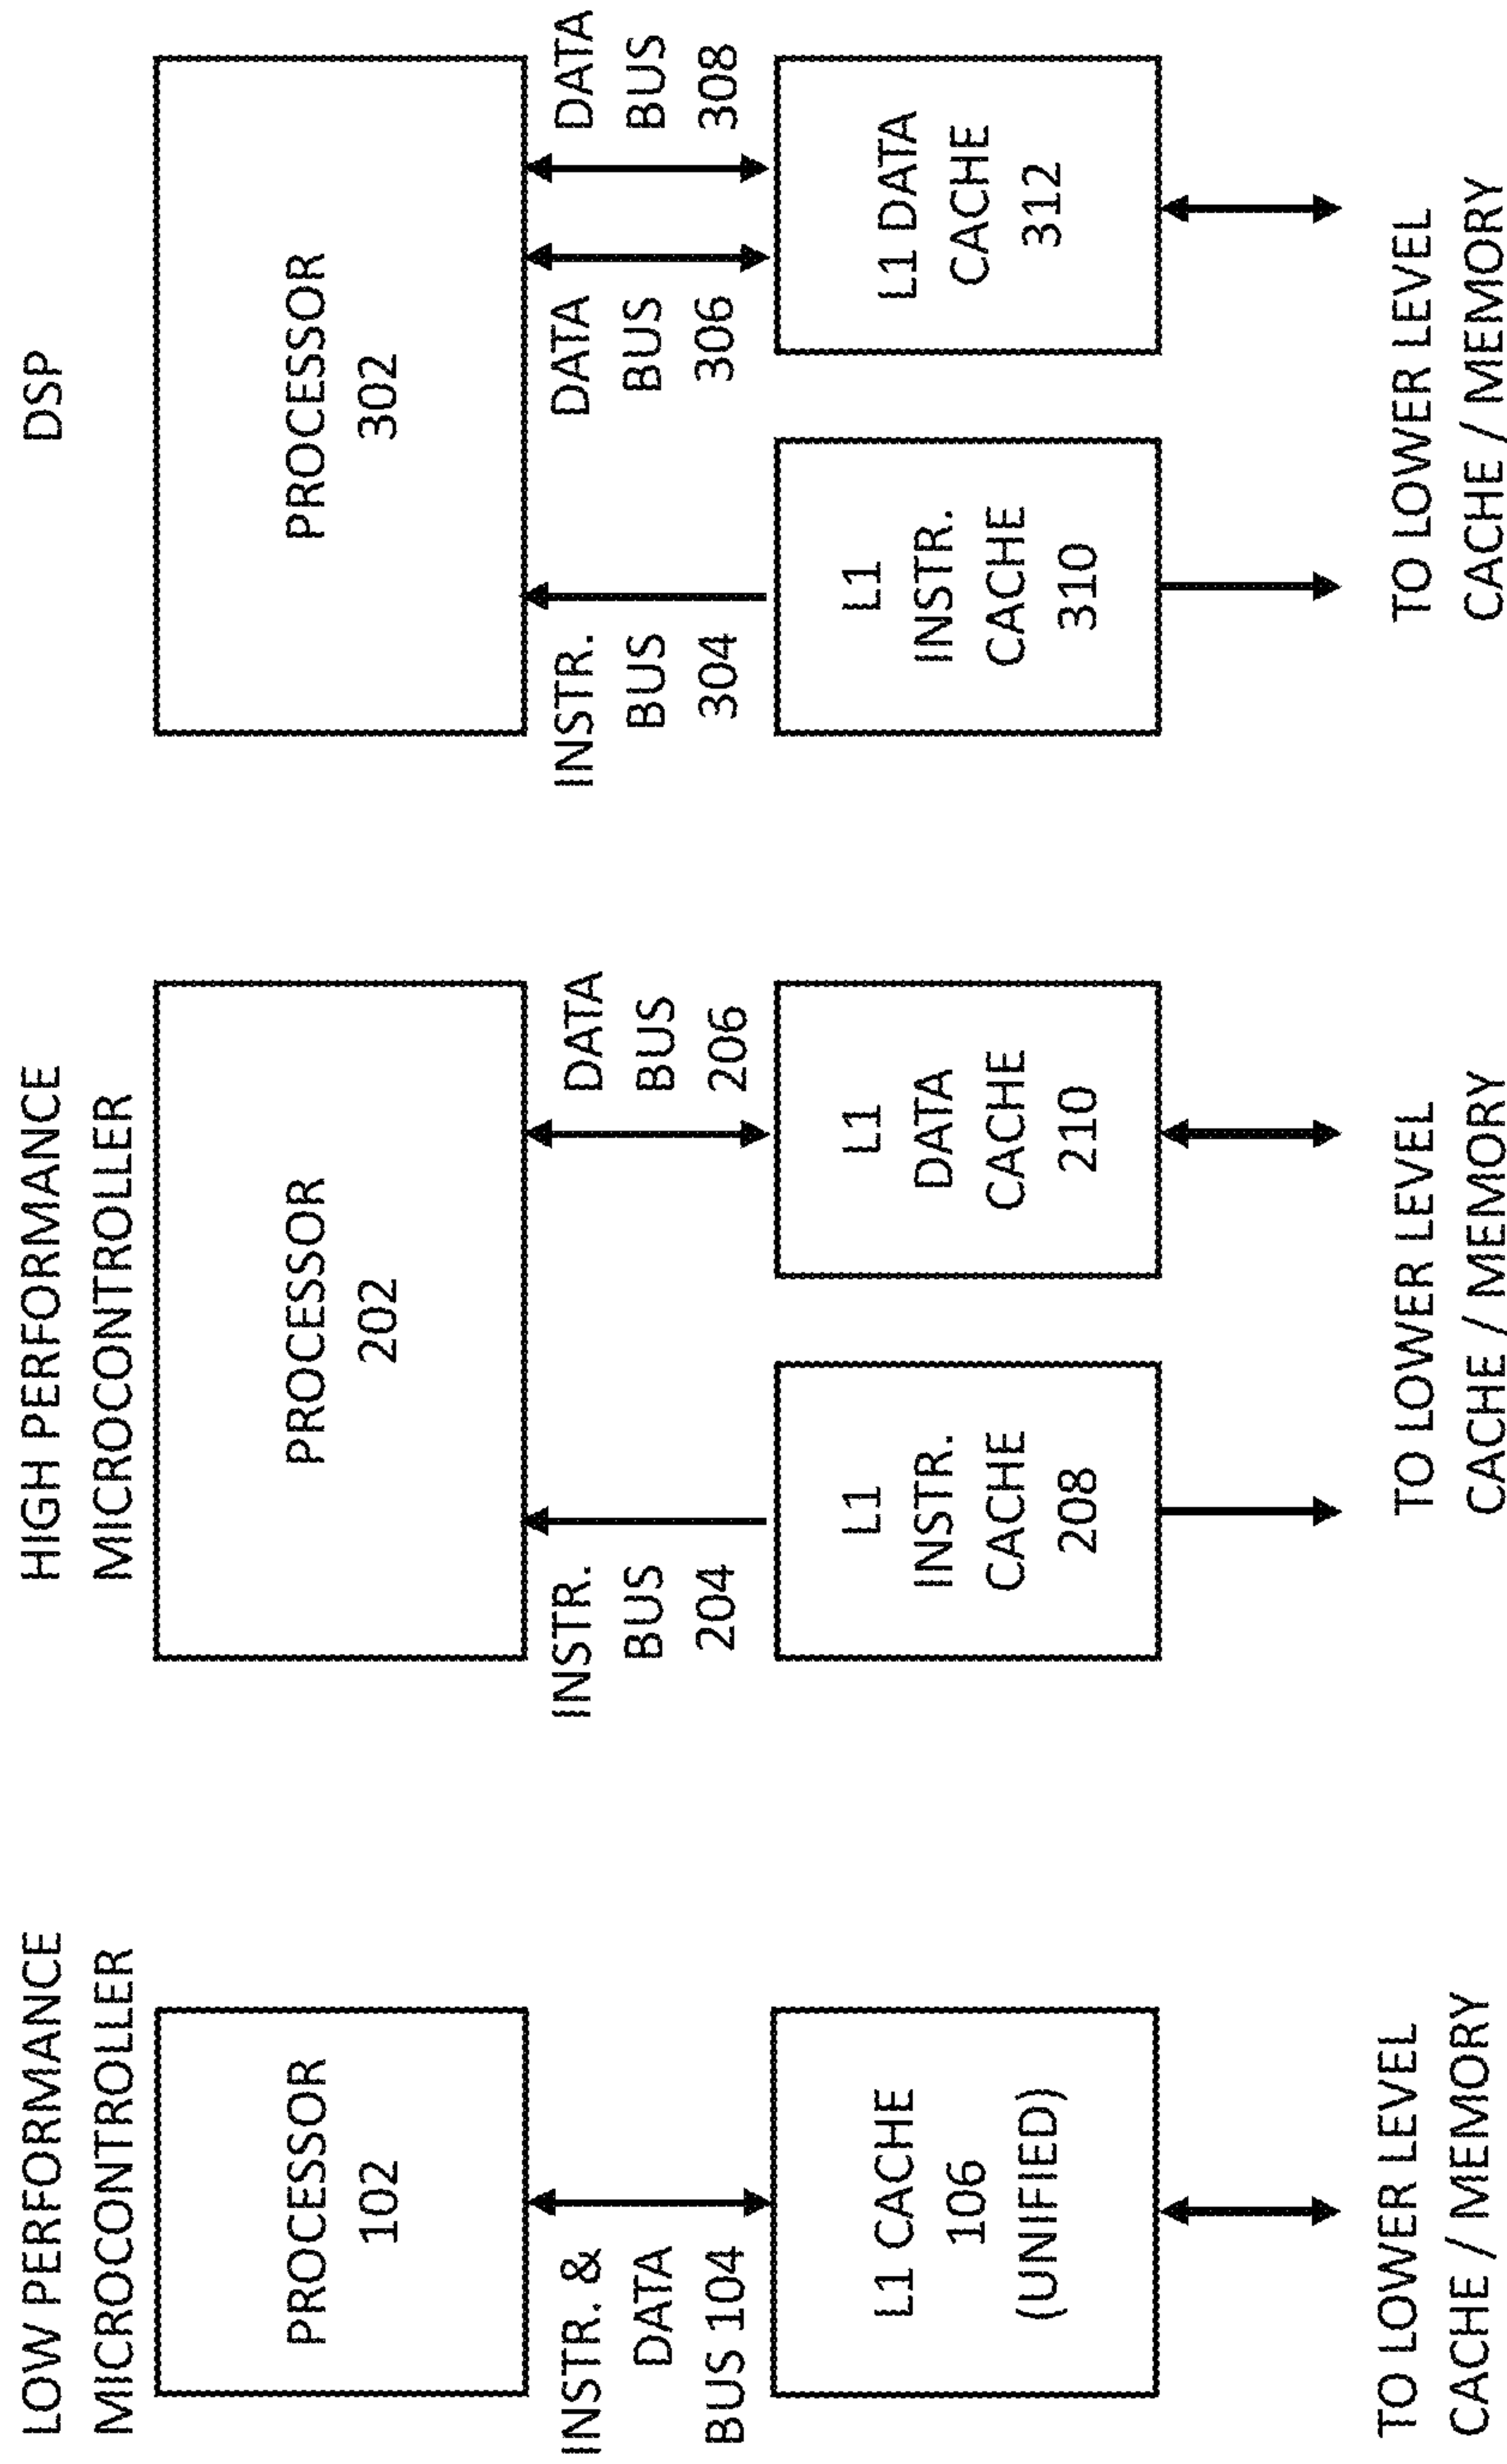 LOW PERFORMANCE
MICROCONTROLLER
PROCESSOR
102
INSTR. &
DATA
BUS 104
L1 CACHE
106
(UNIFIED)
TO LOWER LEVEL
CACHE / MEMORY
HIGH PERFORMANCE
MICROCONTROLLER
PROCESSOR
202
INSTR.
BUS
204
DATA
BUS
206
L1
INSTR.
CACHE
208
L1
DATA
CACHE
210
TO LOWER LEVEL
CACHE / MEMORY
DSP
PROCESSOR
302
INSTR.
BUS
304
DATA
BUS
306
DATA
BUS
308
L1
INSTR.
CACHE
310
L1 DATA
CACHE
312
TO LOWER LEVEL
CACHE / MEMORY